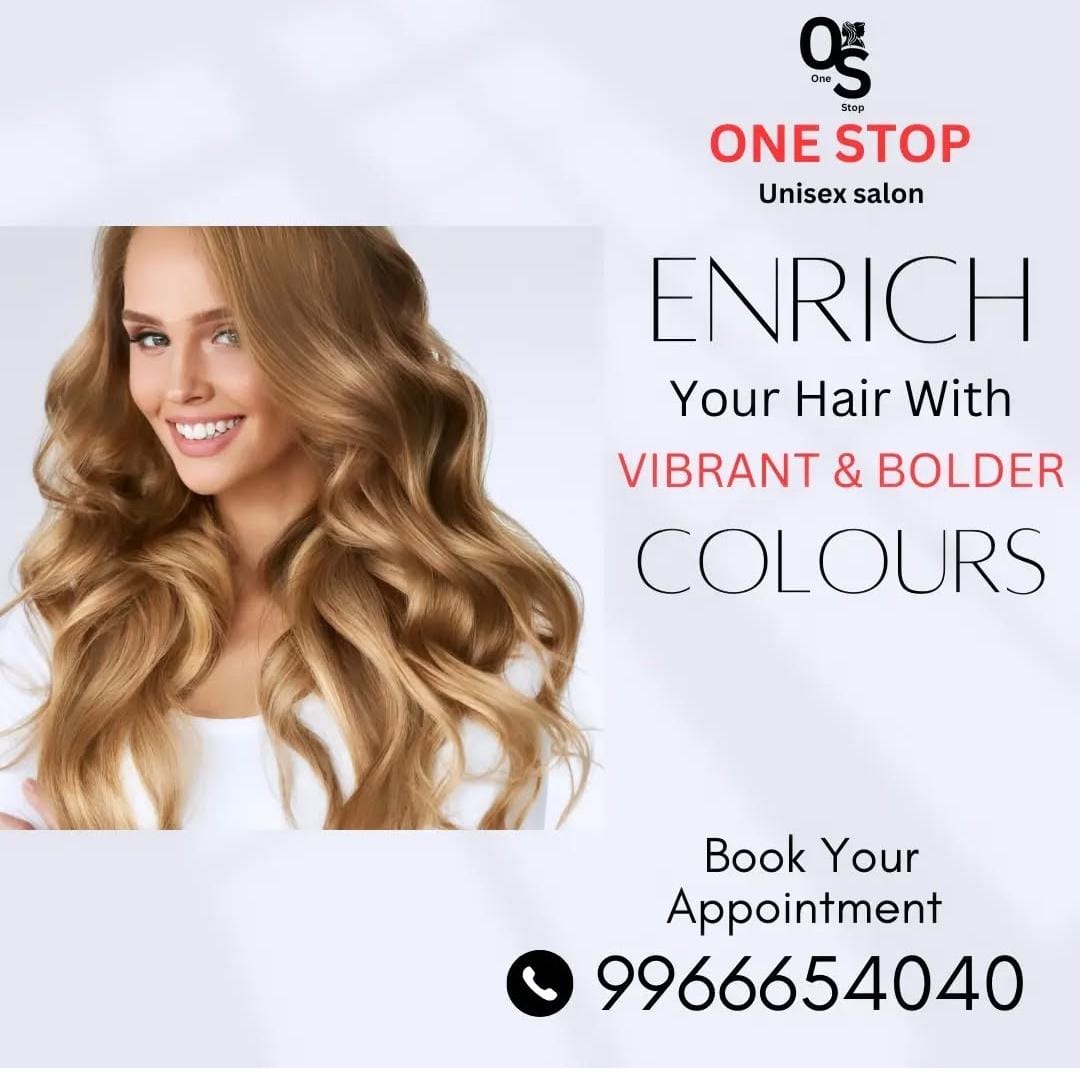 OS
One
Stop
ONE STOP
Unisex salon
ENRICH
Your Hair With
VIBRANT & BOLDER
COLOURS
Book Your
Appointment
9966654040